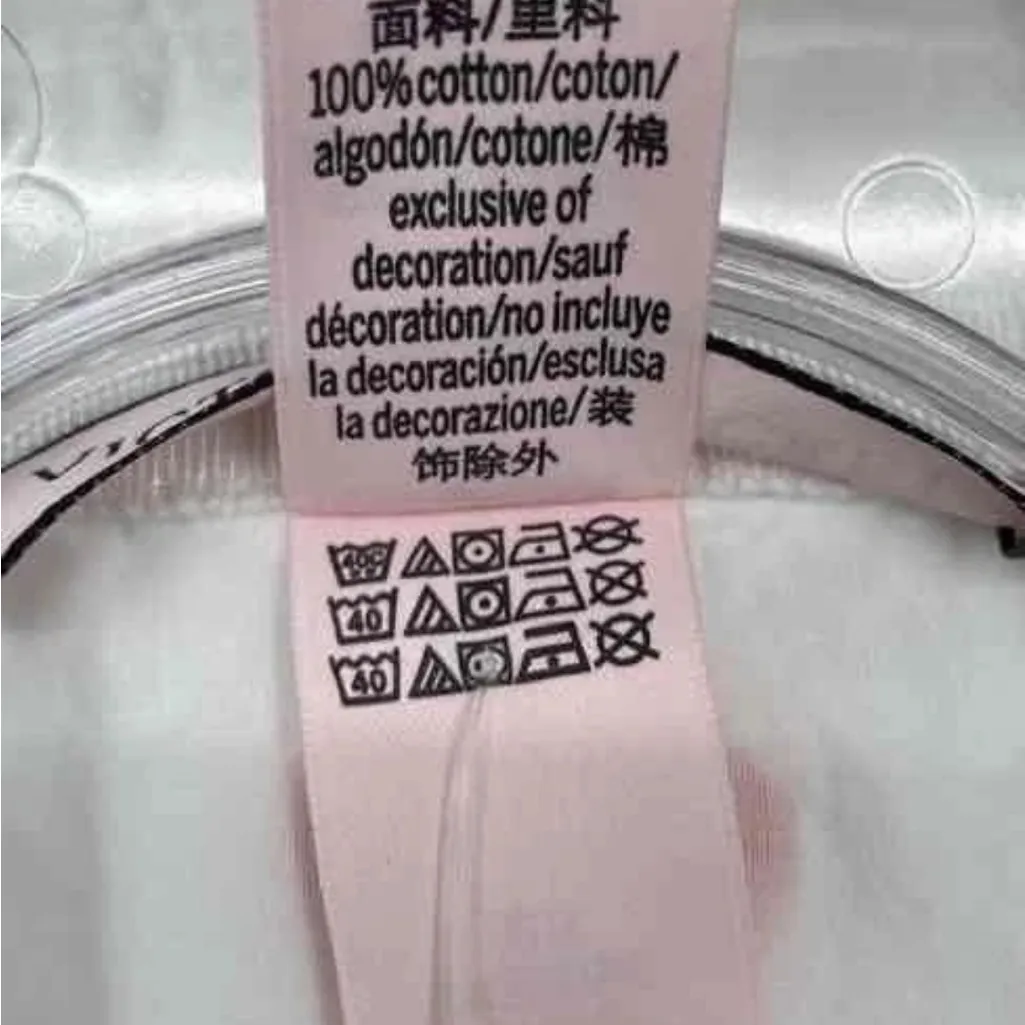 面料/里料
100% cotton/coton/
algodón/cotone/棉
exclusive of
decoration/sauf
décoration/no incluye
la decoración/esclusa
la decorazione/装
饰除外
40
40